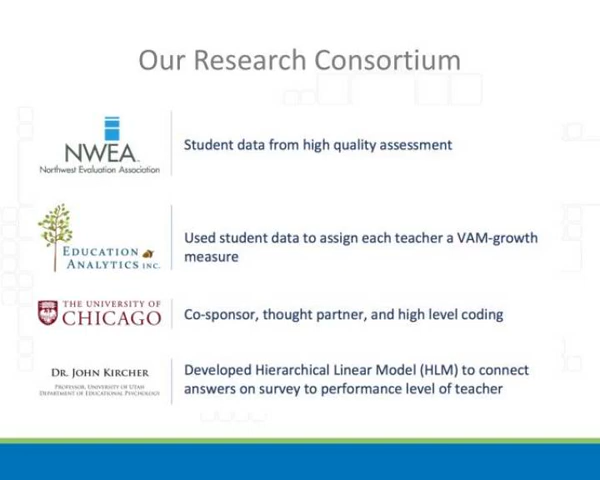 Our Research Consortium
NWEA™
Northwest Evaluation Association
Student data from high quality assessment
EDUCATION
ANALYTICS INC.
Used student data to assign each teacher a VAM-growth
measure
THE UNIVERSITY OF
CHICAGO
Co-sponsor, thought partner, and high level coding
DR. JOHN KIRCHER
PROFESSOR, UNIVERSITY OF UTAH
DEPARTMENT OF EDUCATIONAL PSYCHOLOGY
Developed Hierarchical Linear Model (HLM) to connect
answers on survey to performance level of teacher